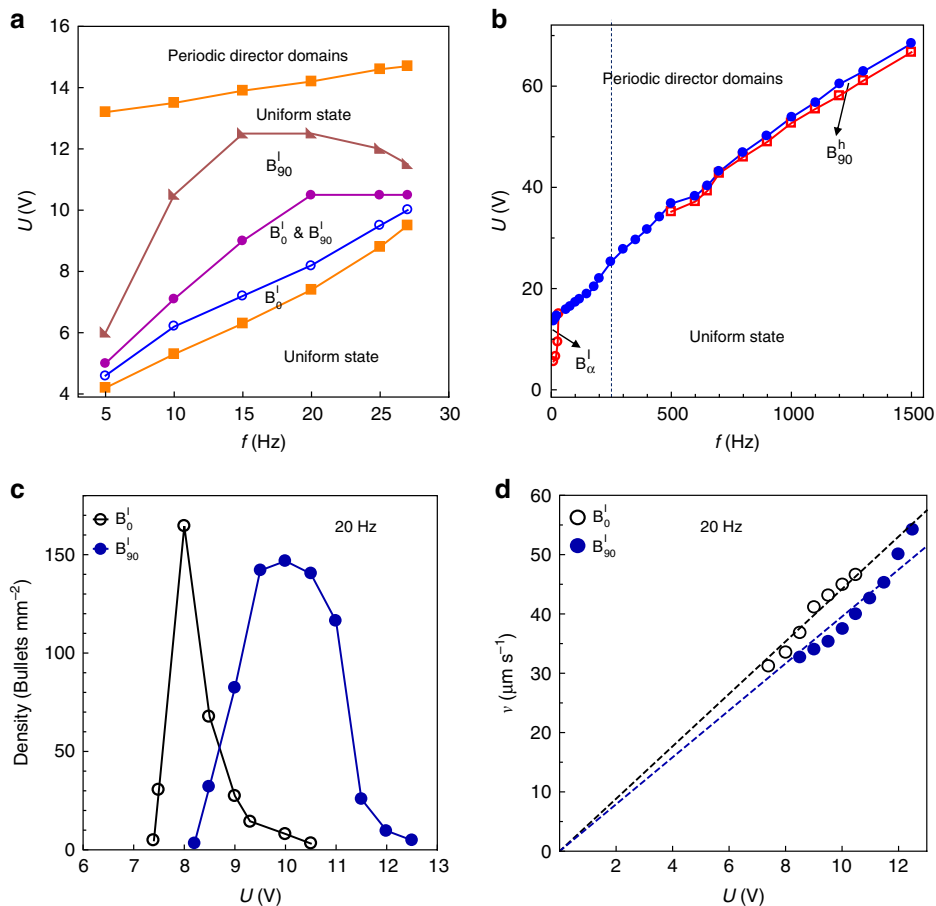 a
16
14
12
10
8
6
4
U (V)
Periodic director domains
Uniform state
B^l_90
B^l_0 & B^l_90
B^l_0
Uniform state
5 10 15 20 25 30
f (Hz)
b
60
40
20
0
U (V)
Periodic director domains
B^h_90
Uniform state
B^l_α
0 500 1000 1500
f (Hz)
c
150
100
50
0
Density (Bullets mm⁻²)
B^l_0
B^l_90
20 Hz
6 7 8 9 10 11 12 13
U (V)
d
60
50
40
30
20
10
0
ν (μm s⁻¹)
B^l_0
B^l_90
20 Hz
2 4 6 8 10 12
U (V)